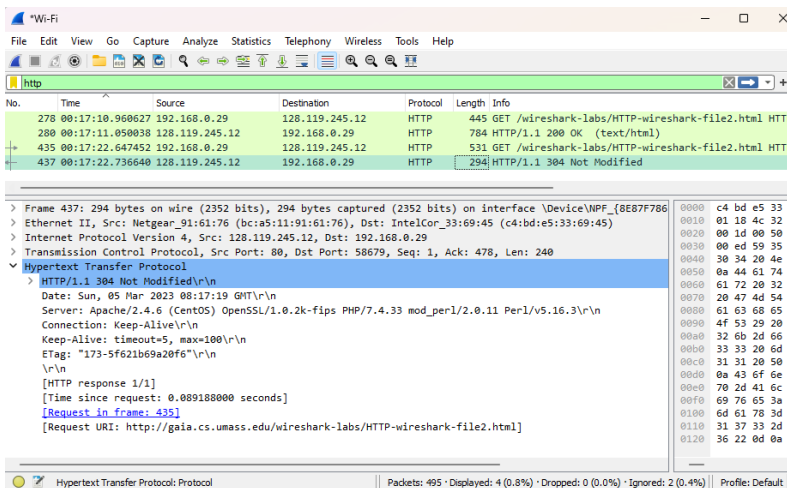 *Wi-Fi
File Edit View Go Capture Analyze Statistics Telephony Wireless Tools Help
http
No. Time Source Destination Protocol Length Info
278 00:17:10.960627 192.168.0.29 128.119.245.12 HTTP 445 GET /wireshark-labs/HTTP-wireshark-file2.html HTT
280 00:17:11.050038 128.119.245.12 192.168.0.29 HTTP 784 HTTP/1.1 200 OK (text/html)
435 00:17:22.647452 192.168.0.29 128.119.245.12 HTTP 531 GET /wireshark-labs/HTTP-wireshark-file2.html HTT
437 00:17:22.736640 128.119.245.12 192.168.0.29 HTTP 294 HTTP/1.1 304 Not Modified
> Frame 437: 294 bytes on wire (2352 bits), 294 bytes captured (2352 bits) on interface \Device\NPF_{8E87F786
> Ethernet II, Src: Netgear_91:61:76 (bc:a5:11:91:61:76), Dst: IntelCor_33:69:45 (c4:bd:e5:33:69:45)
> Internet Protocol Version 4, Src: 128.119.245.12, Dst: 192.168.0.29
> Transmission Control Protocol, Src Port: 80, Dst Port: 58679, Seq: 1, Ack: 478, Len: 240
Hypertext Transfer Protocol
> HTTP/1.1 304 Not Modified\r\n
Date: Sun, 05 Mar 2023 08:17:19 GMT\r\n
Server: Apache/2.4.6 (CentOS) OpenSSL/1.0.2k-fips PHP/7.4.33 mod_perl/2.0.11 Perl/v5.16.3\r\n
Connection: Keep-Alive\r\n
Keep-Alive: timeout=5, max=100\r\n
ETag: "173-5f621b69a20f6"\r\n
\r\n
[HTTP response 1/1]
[Time since request: 0.089188000 seconds]
[Request in frame: 435]
[Request URI: http://gaia.cs.umass.edu/wireshark-labs/HTTP-wireshark-file2.html]
0000 c4 bd e5 33
0010 01 18 4c 32
0020 00 1d 00 50
0030 00 ed 59 35
0040 30 34 20 4e
0050 0a 44 61 74
0060 61 72 20 32
0070 20 47 4d 54
0080 61 63 68 65
0090 4f 53 29 20
00a0 32 6b 2d 66
00b0 33 33 20 6d
00c0 31 31 20 50
00d0 0a 43 6f 6e
00e0 70 2d 41 6c
00f0 69 76 65 3a
0100 6d 61 78 3d
0110 31 37 33 2d
0120 36 22 0d 0a
Hypertext Transfer Protocol: Protocol
Packets: 495 · Displayed: 4 (0.8%) · Dropped: 0 (0.0%) · Ignored: 2 (0.4%)
Profile: Default